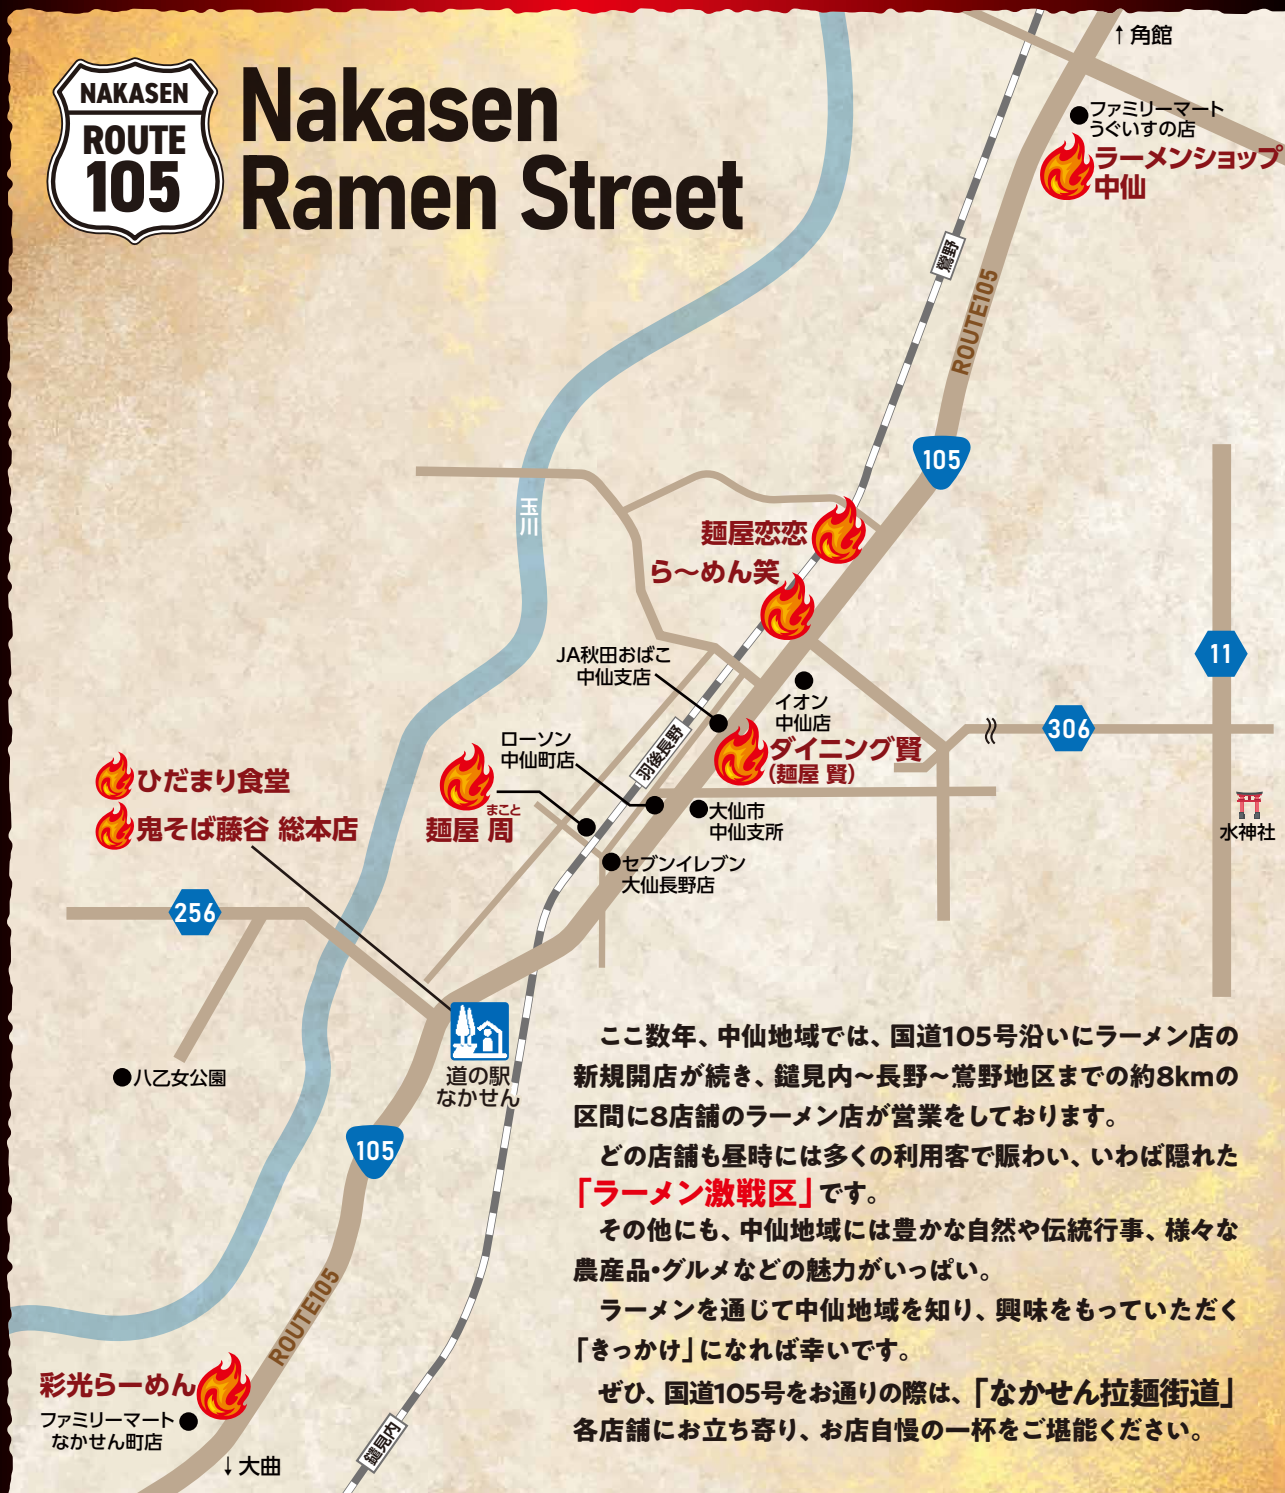 NAKASEN
ROUTE
105
Nakasen
Ramen Street
↑角館
ファミリーマート
うぐいすの店
ラーメンショップ
中仙
鶯野
ROUTE105
105
玉川
麺屋恋恋
ら〜めん笑
11
JA秋田おばこ
中仙支店
イオン
中仙店
306
ローソン
中仙町店
羽後長野
ダイニング賢
(麺屋 賢)
ひだまり食堂
鬼そば藤谷 総本店
まこと
麺屋 周
大仙市
中仙支所
水神社
セブンイレブン
大仙長野店
256
道の駅
なかせん
八乙女公園
105
ROUTE105
彩光らーめん
ファミリーマート
なかせん町店
↓大曲
鑓見内
ここ数年、中仙地域では、国道105号沿いにラーメン店の
新規開店が続き、鑓見内〜長野〜鶯野地区までの約8kmの
区間に8店舗のラーメン店が営業をしております。
どの店舗も昼時には多くの利用客で賑わい、いわば隠れた
「ラーメン激戦区」です。
その他にも、中仙地域には豊かな自然や伝統行事、様々な
農産品・グルメなどの魅力がいっぱい。
ラーメンを通じて中仙地域を知り、興味をもっていただく
「きっかけ」になれば幸いです。
ぜひ、国道105号をお通りの際は、「なかせん拉麺街道」
各店舗にお立ち寄り、お店自慢の一杯をご堪能ください。